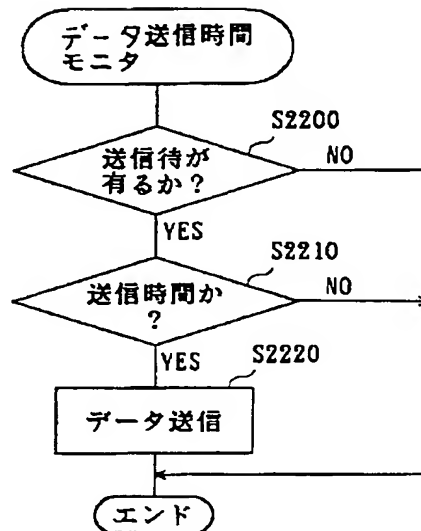 データ送信時間
モニタ
S2200
送信待が
有るか?
NO
YES
S2210
送信時間か
?
NO
YES
S2220
データ送信
エンド